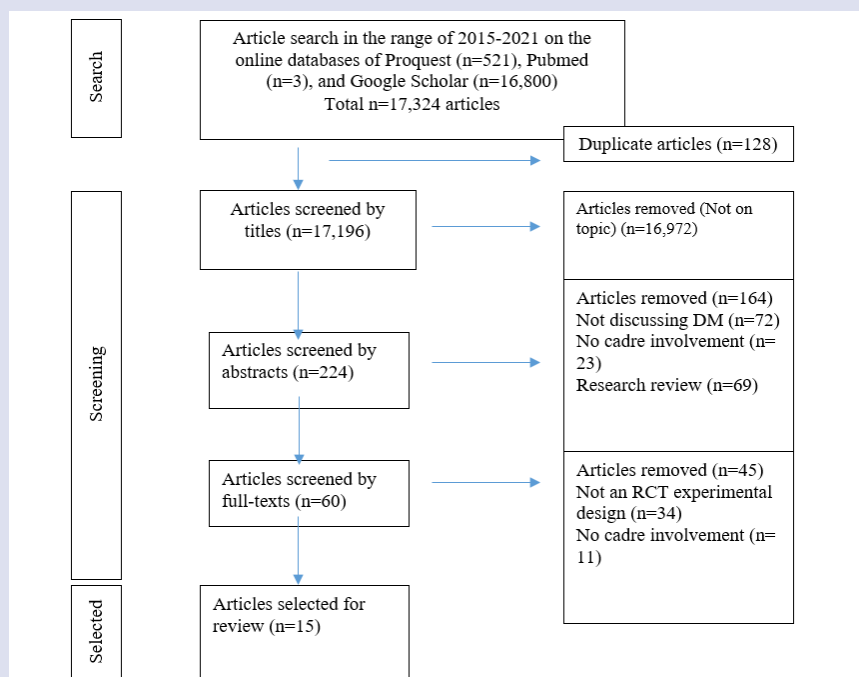 Search
Article search in the range of 2015-2021 on the
online databases of Proquest (n=521), Pubmed
(n=3), and Google Scholar (n=16,800)
Total n=17,324 articles
Duplicate articles (n=128)
Screening
Articles screened by
titles (n=17,196)
Articles removed (Not on
topic) (n=16,972)
Articles screened by
abstracts (n=224)
Articles removed (n=164)
Not discussing DM (n=72)
No cadre involvement (n=
23)
Research review (n=69)
Articles screened by
full-texts (n=60)
Articles removed (n=45)
Not an RCT experimental
design (n=34)
No cadre involvement (n=
11)
Selected
Articles selected for
review (n=15)